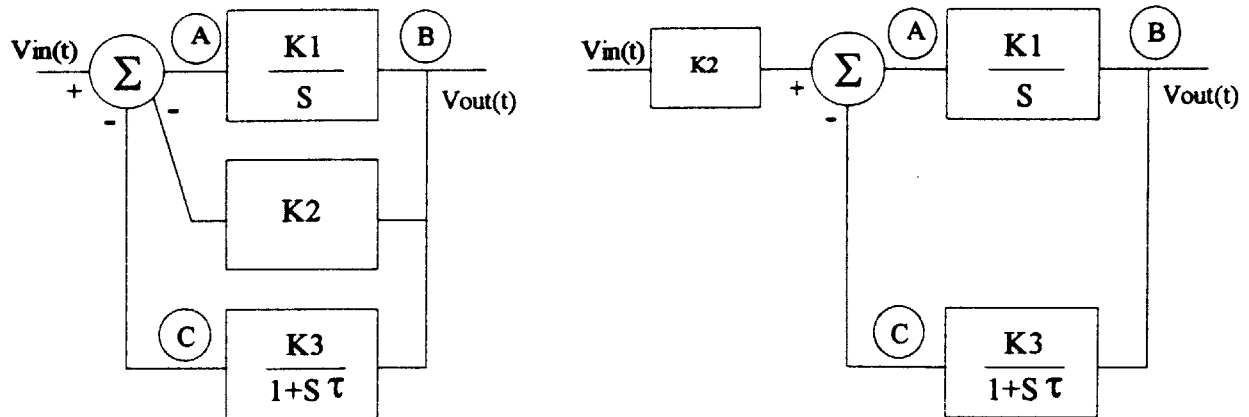 Vin(t)
+
Σ
-
-
A
K1
S
B
Vout(t)
K2
C
K3
1+S τ
Vin(t)
K2
+
Σ
-
A
K1
S
B
Vout(t)
C
K3
1+S τ